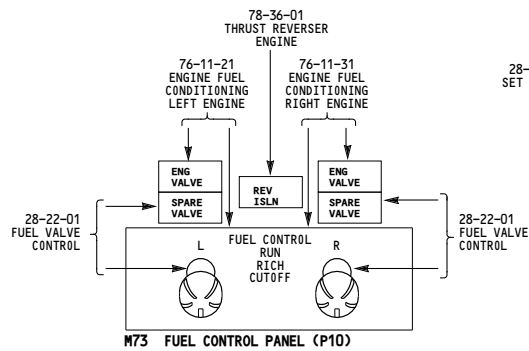 78-36-01
THRUST REVERSER
ENGINE
76-11-21
ENGINE FUEL
CONDITIONING
LEFT ENGINE
76-11-31
ENGINE FUEL
CONDITIONING
RIGHT ENGINE
28-
SET
ENG
VALVE
SPARE
VALVE
REV
ISLN
ENG
VALVE
SPARE
VALVE
28-22-01
FUEL VALVE
CONTROL
28-22-01
FUEL VALVE
CONTROL
L
FUEL CONTROL
RUN
RICH
CUTOFF
R
M73 FUEL CONTROL PANEL (P10)